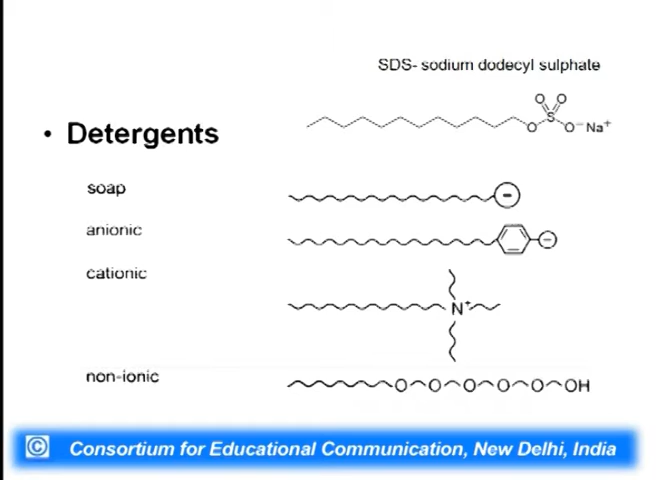 SDS- sodium dodecyl sulphate
O O
S
O O⁻ Na⁺
• Detergents
soap
-
anionic
-
cationic
N⁺
non-ionic
O O O O O OH
© Consortium for Educational Communication, New Delhi, India